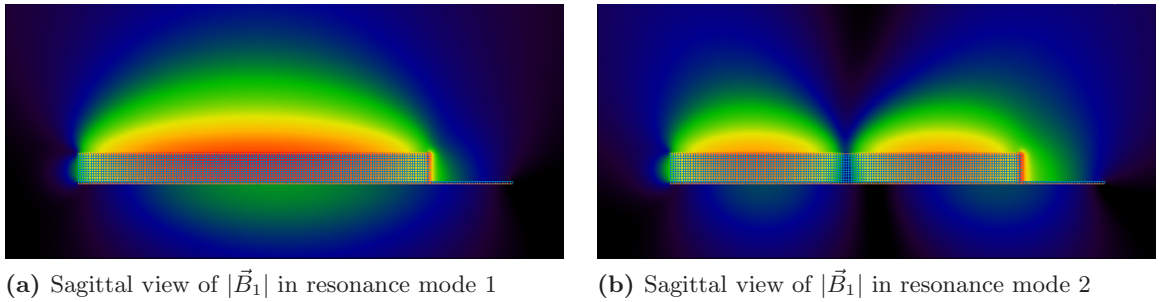 (a) Sagittal view of |B⃗₁| in resonance mode 1
(b) Sagittal view of |B⃗₁| in resonance mode 2